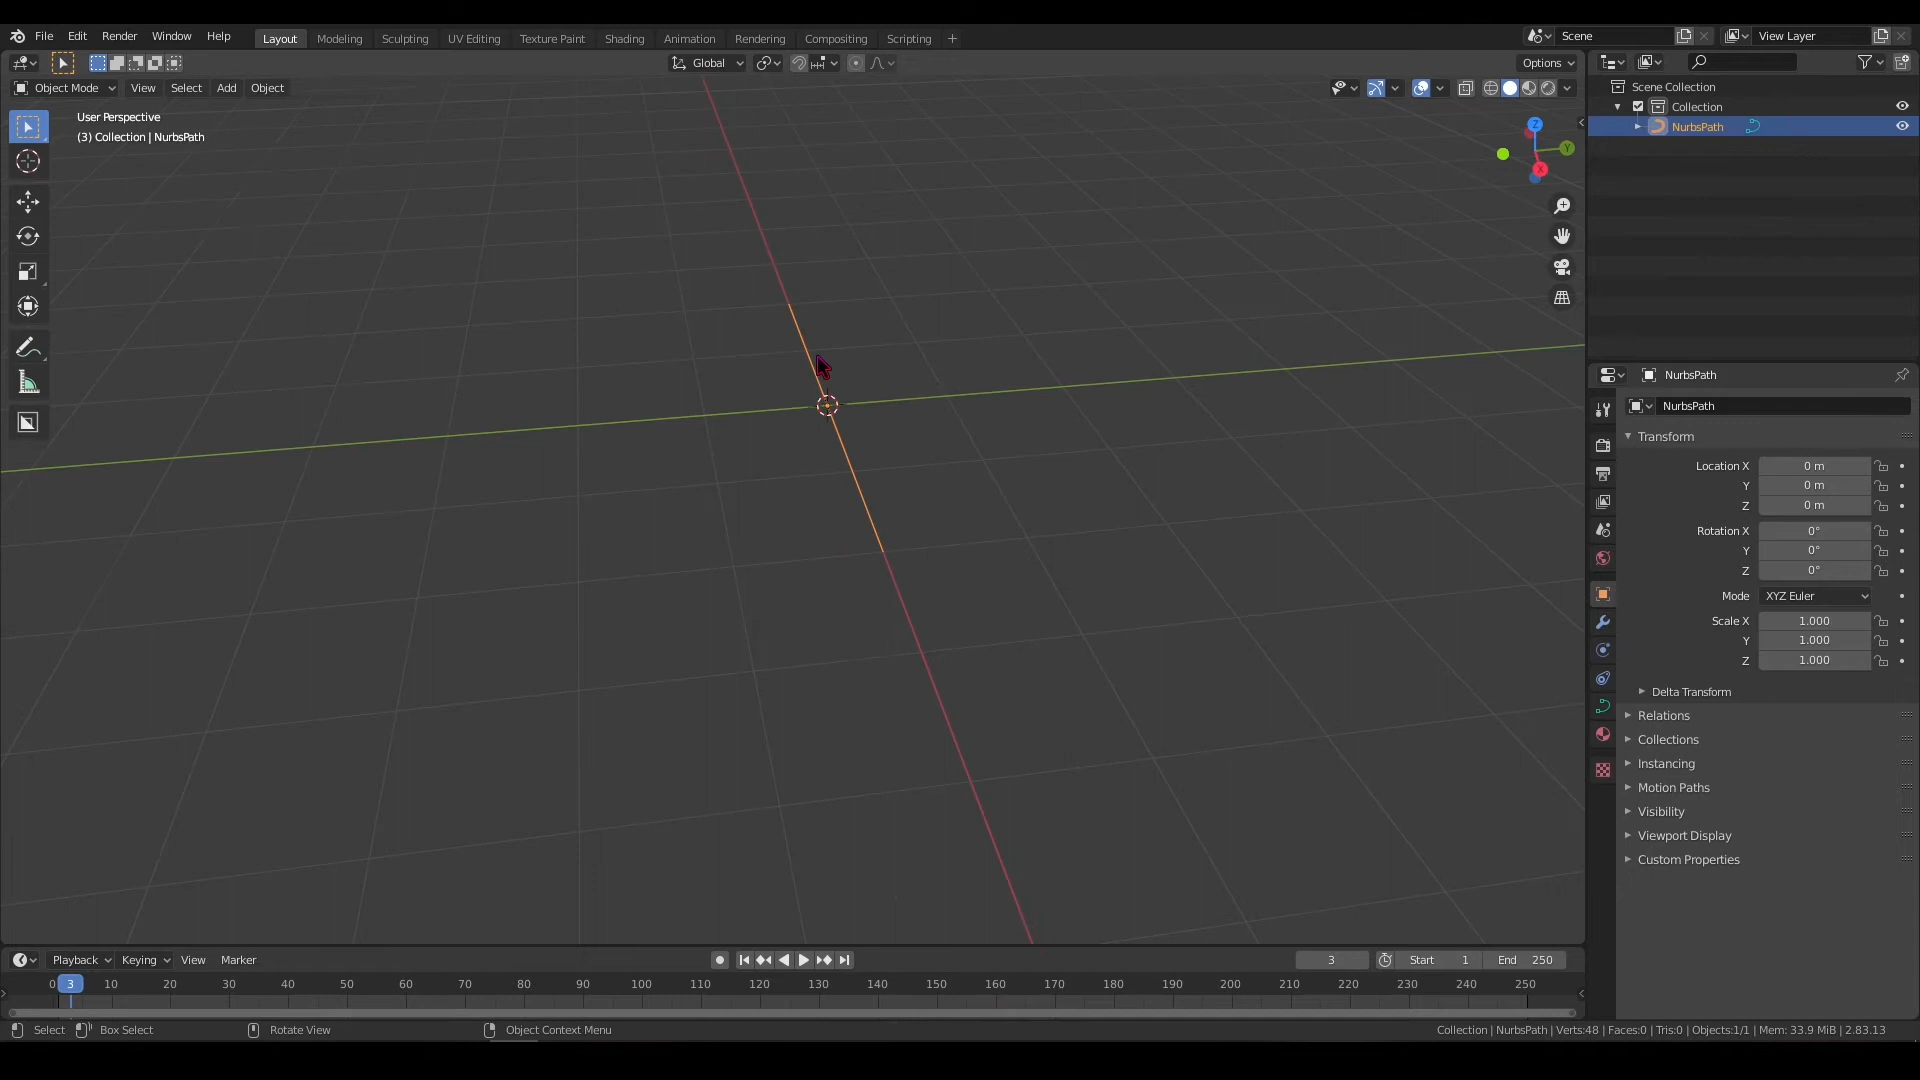 File Edit Render Window Help Layout Modeling Sculpting UV Editing Texture Paint Shading Animation Rendering Compositing Scripting + Scene View Layer
Global Options
Object Mode View Select Add Object
User Perspective
(3) Collection | NurbsPath
Z
Y
X
Scene Collection
Collection
NurbsPath
NurbsPath
NurbsPath
Transform
Location X 0 m
Y 0 m
Z 0 m
Rotation X 0°
Y 0°
Z 0°
Mode XYZ Euler
Scale X 1.000
Y 1.000
Z 1.000
Delta Transform
Relations
Collections
Instancing
Motion Paths
Visibility
Viewport Display
Custom Properties
Playback Keying View Marker 3 Start 1 End 250
0 3 10 20 30 40 50 60 70 80 90 100 110 120 130 140 150 160 170 180 190 200 210 220 230 240 250
Select Box Select Rotate View Object Context Menu Collection | NurbsPath | Verts:48 | Faces:0 | Tris:0 | Objects:1/1 | Mem: 33.9 MiB | 2.83.13